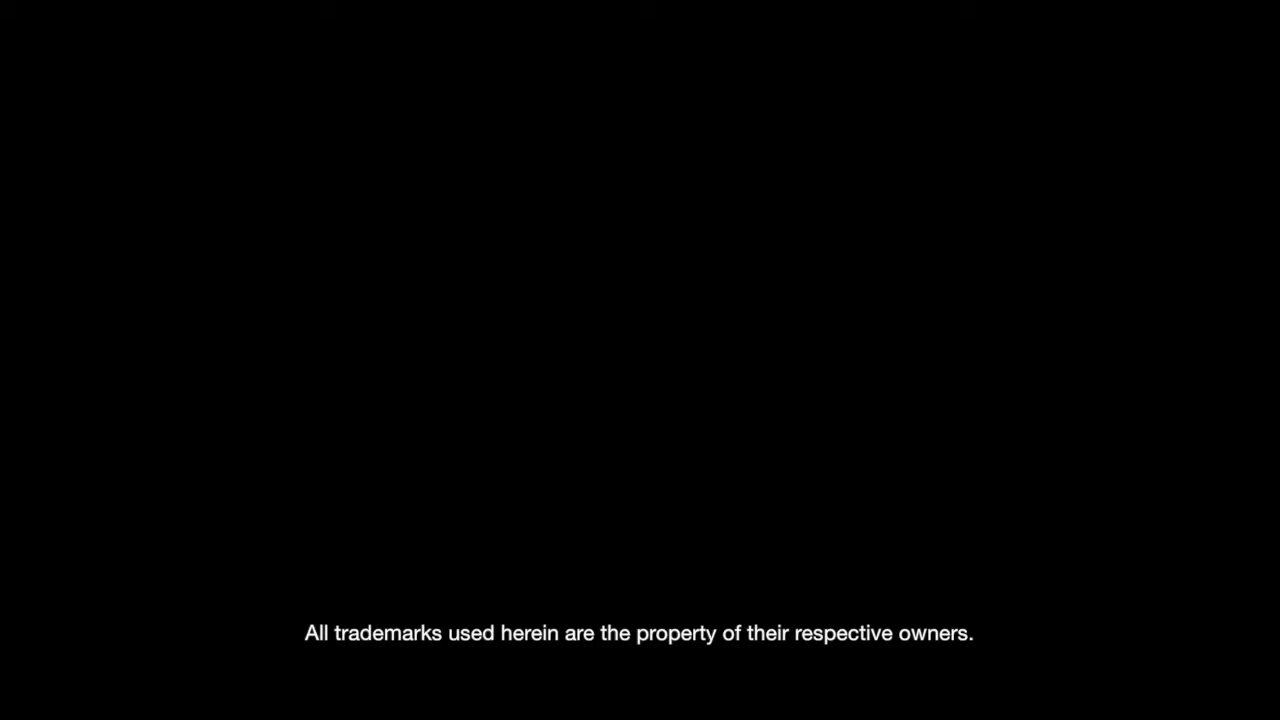 All trademarks used herein are the property of their respective owners.